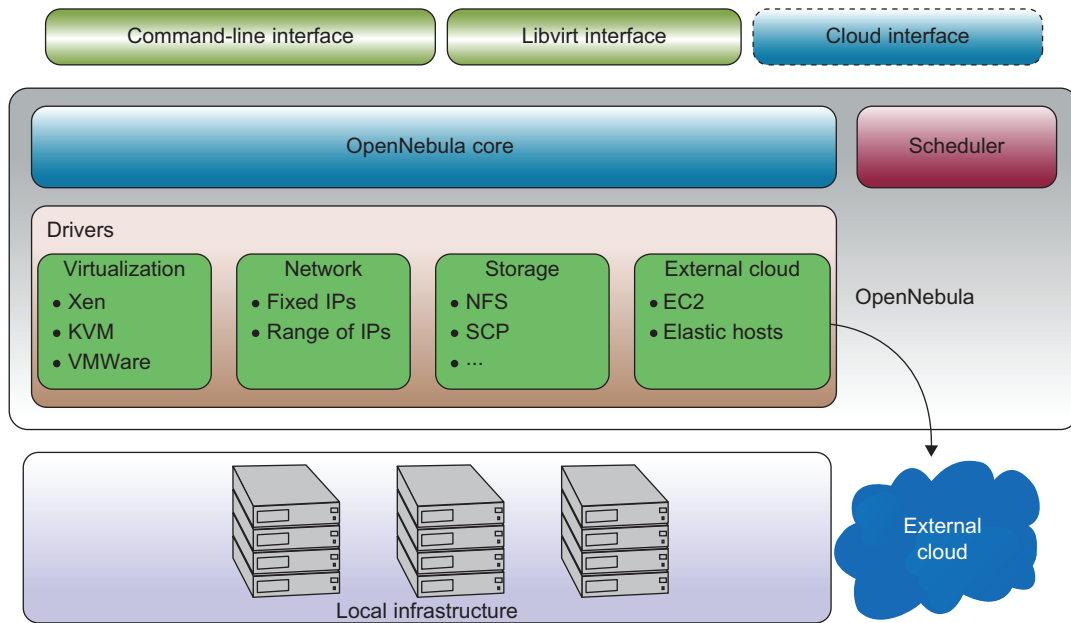 Command-line interface
Libvirt interface
Cloud interface
OpenNebula core
Scheduler
Drivers
Virtualization
• Xen
• KVM
• VMWare
Network
• Fixed IPs
• Range of IPs
Storage
• NFS
• SCP
• ...
External cloud
• EC2
• Elastic hosts
OpenNebula
Local infrastructure
External
cloud